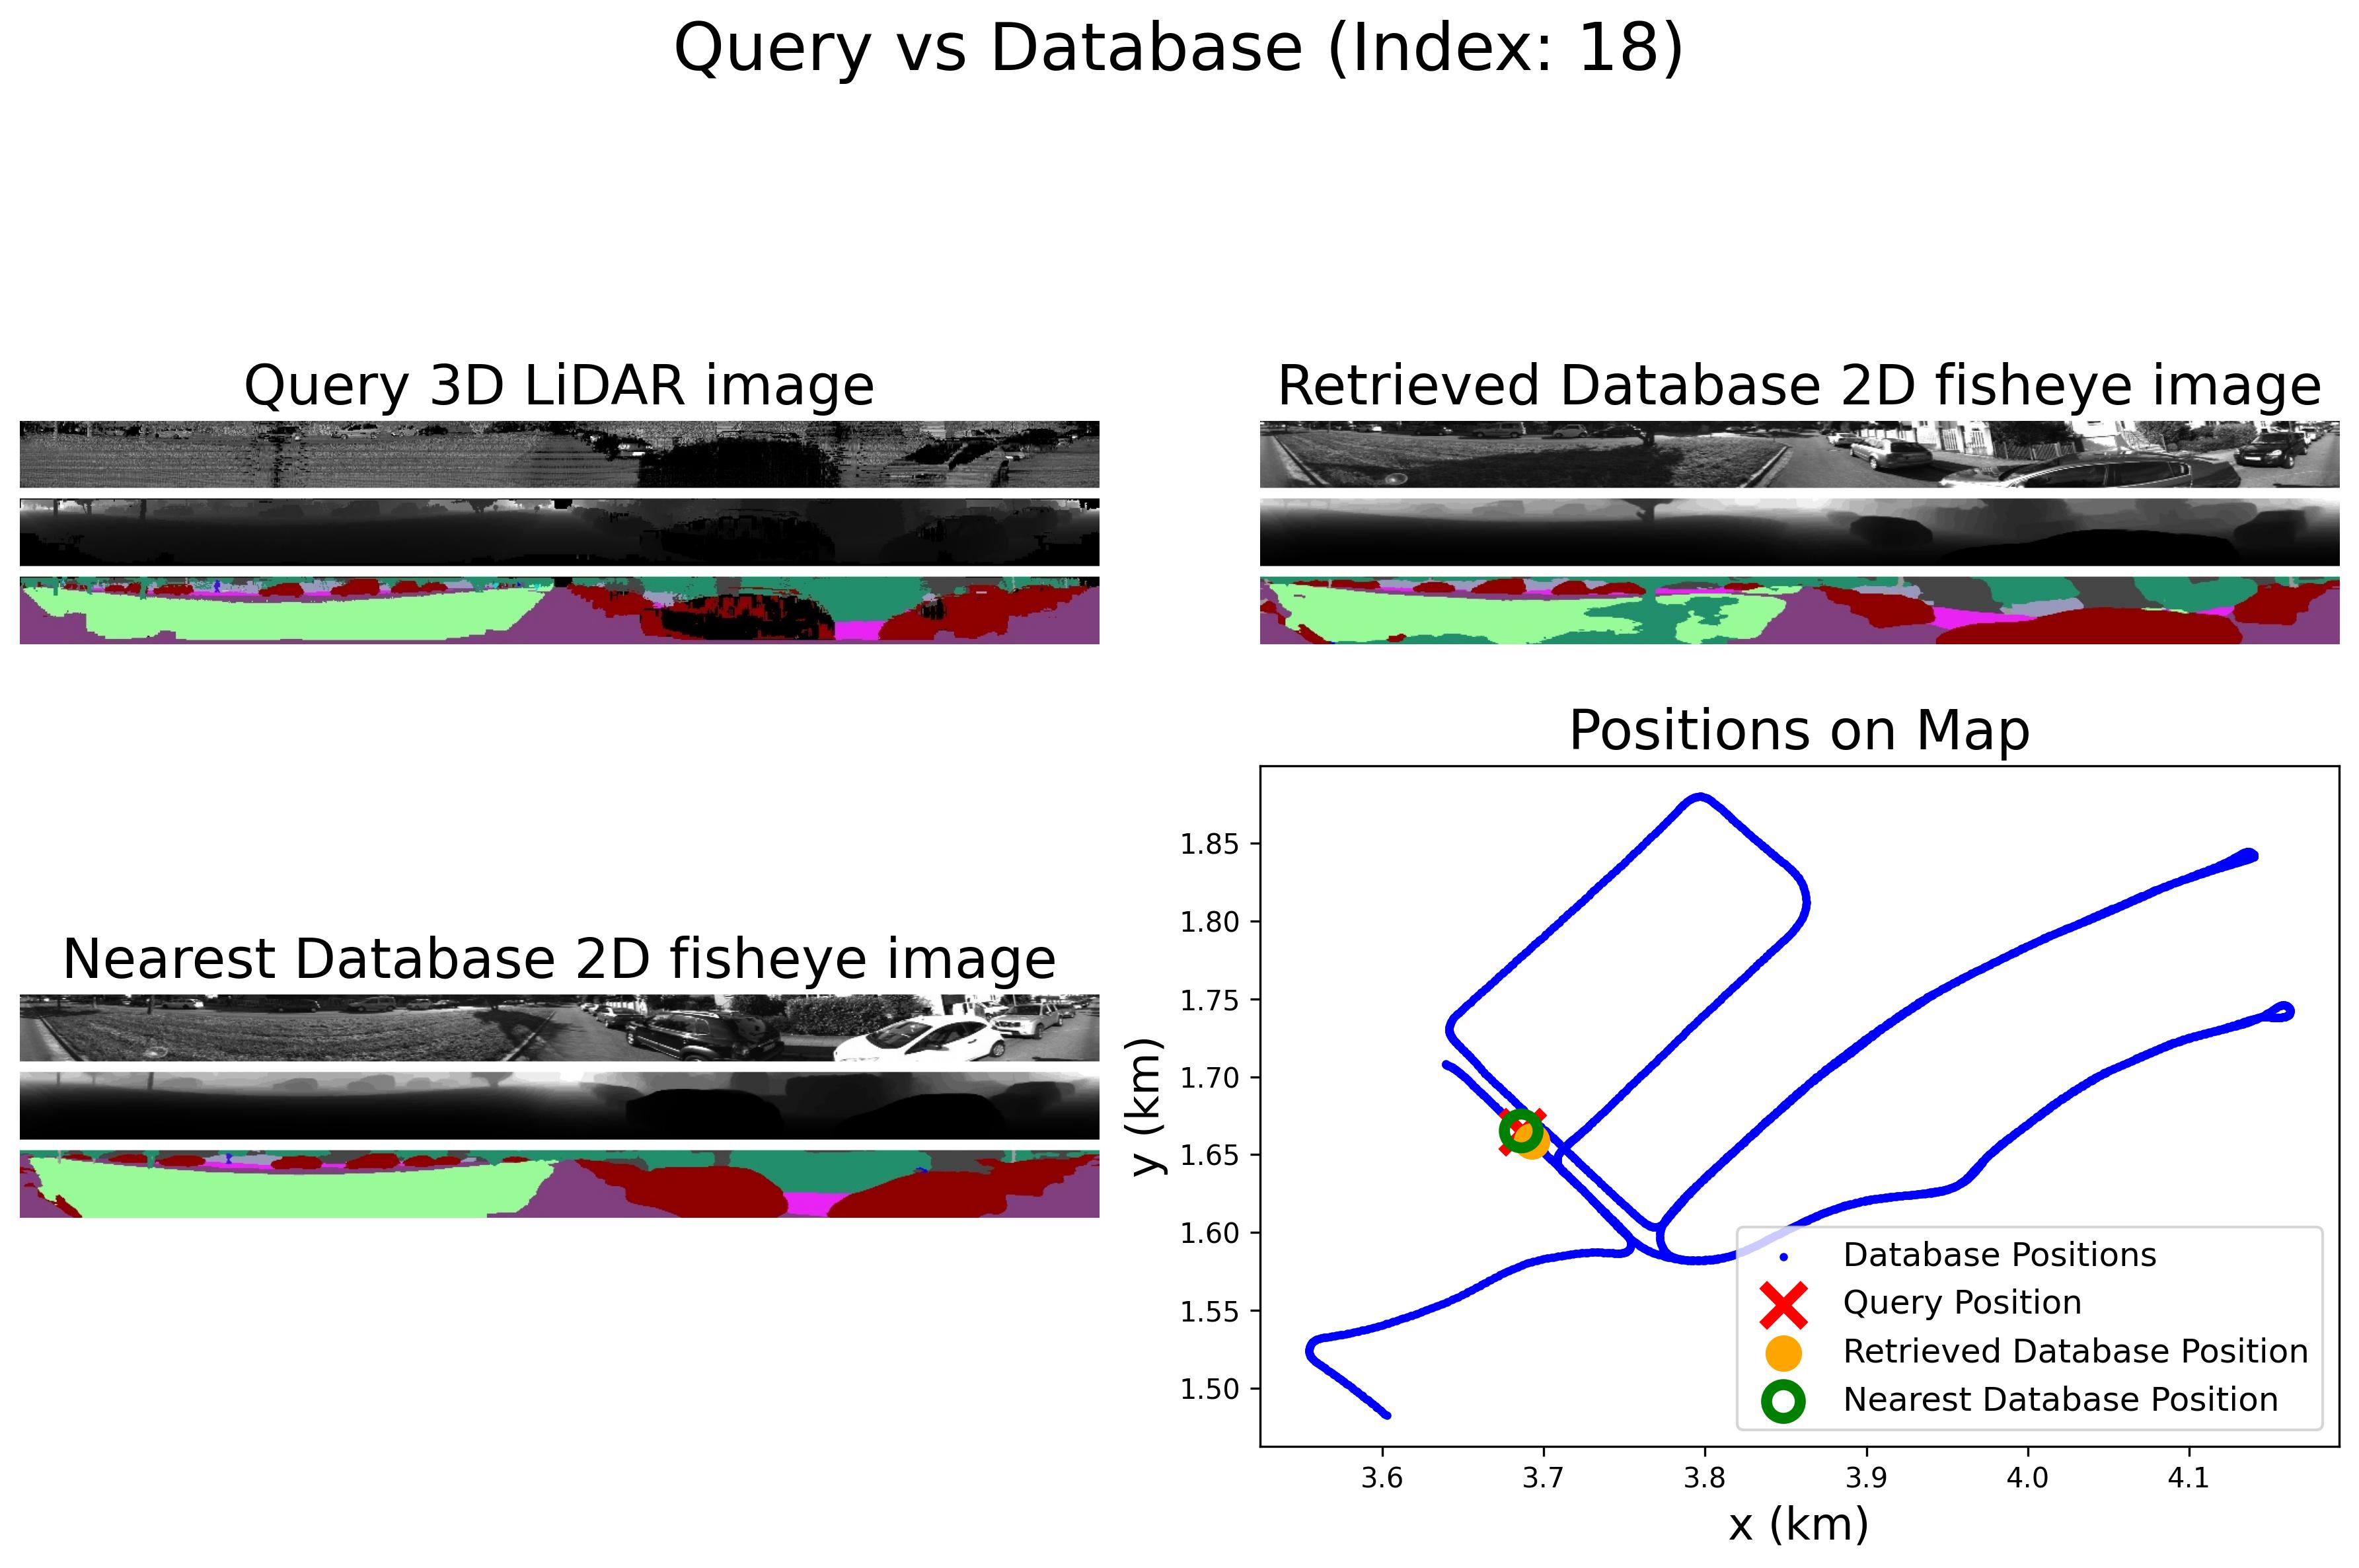 Query vs Database (Index: 18)
Query 3D LiDAR image
Retrieved Database 2D fisheye image
Nearest Database 2D fisheye image
Positions on Map
1.85
1.80
1.75
1.70
1.65
1.60
1.55
1.50
y (km)
3.6 3.7 3.8 3.9 4.0 4.1
x (km)
Database Positions
Query Position
Retrieved Database Position
Nearest Database Position